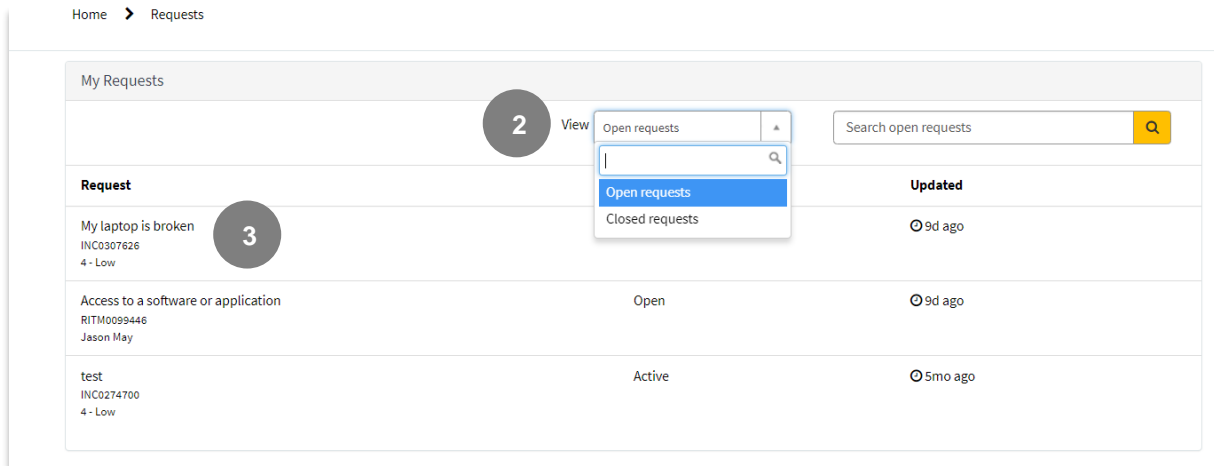 Home Requests
My Requests
2 View Open requests Search open requests
Open requests
Closed requests
Request Updated
My laptop is broken 9d ago
INC0307626
4 - Low
3
Access to a software or application Open 9d ago
RITM0099446
Jason May
test Active 5mo ago
INC0274700
4 - Low